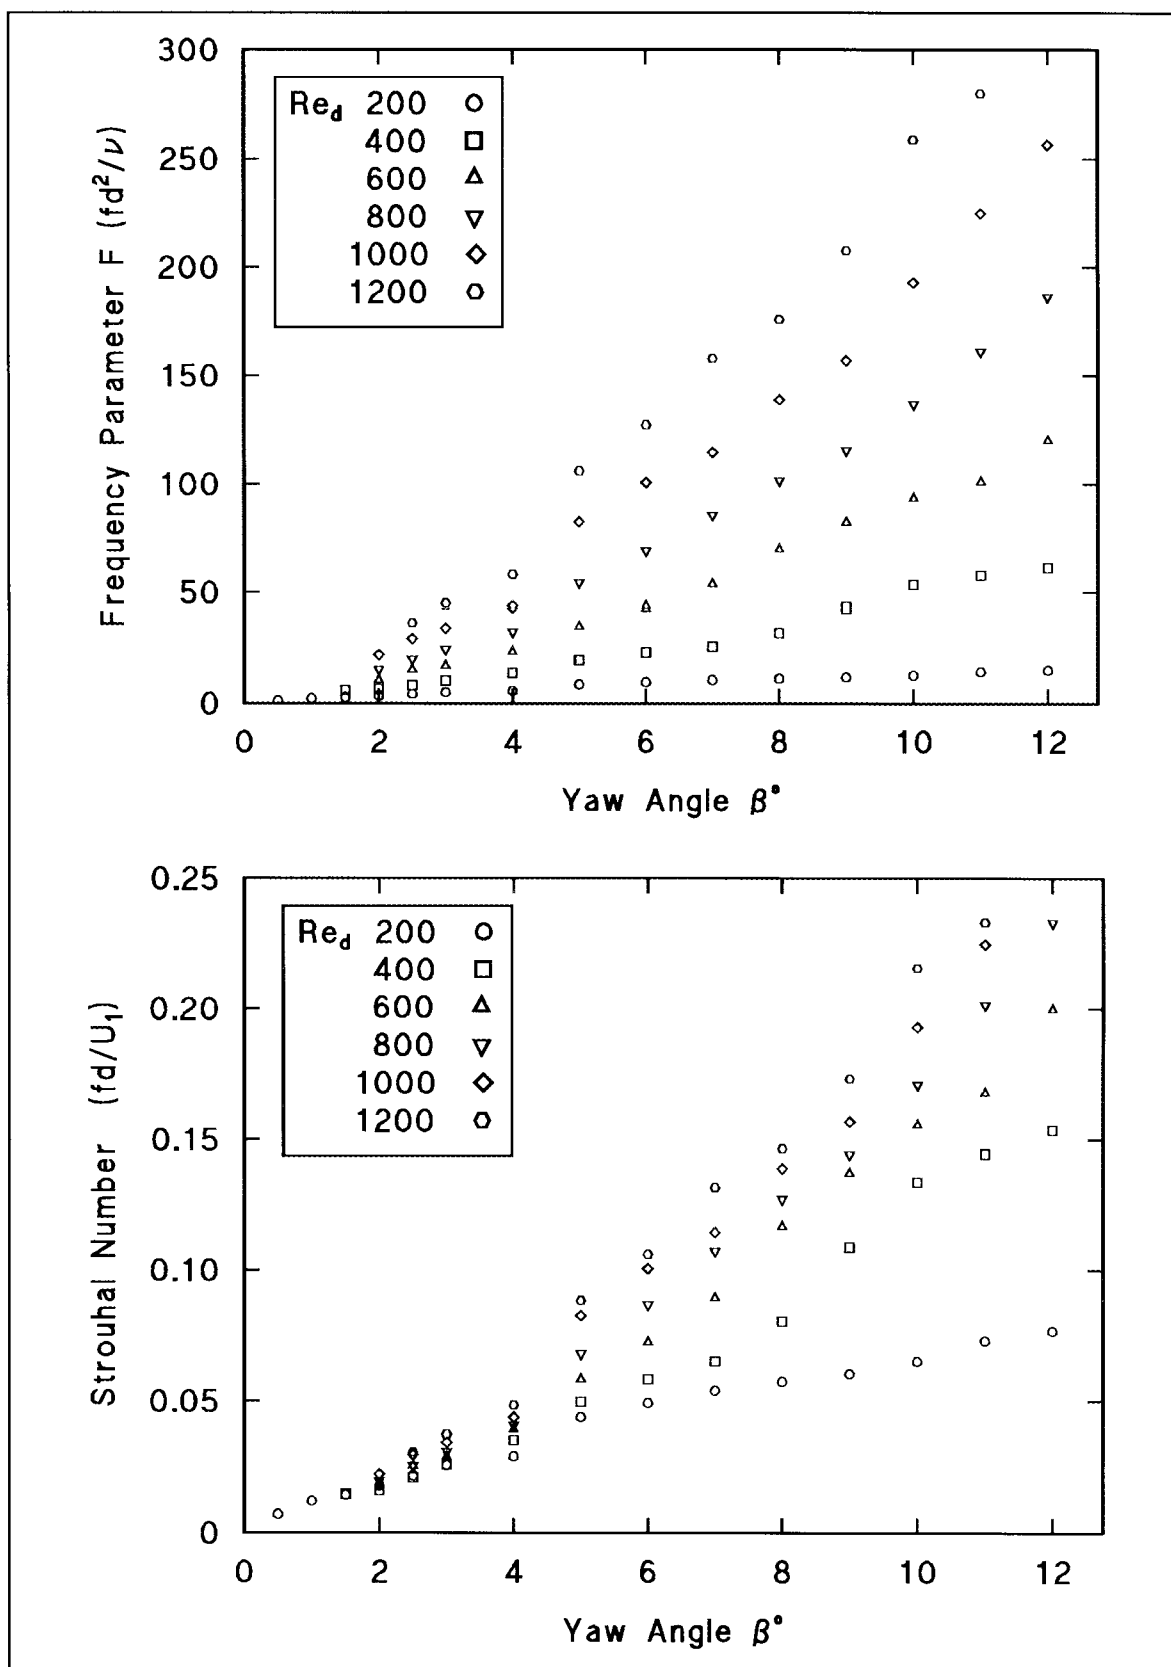 Frequency Parameter F (fd²/ν)
300
250
200
150
100
50
0
Re_d 200
400
600
800
1000
1200
0 2 4 6 8 10 12
Yaw Angle β°
Strouhal Number (fd/U₁)
0.25
0.20
0.15
0.10
0.05
0
Re_d 200
400
600
800
1000
1200
0 2 4 6 8 10 12
Yaw Angle β°